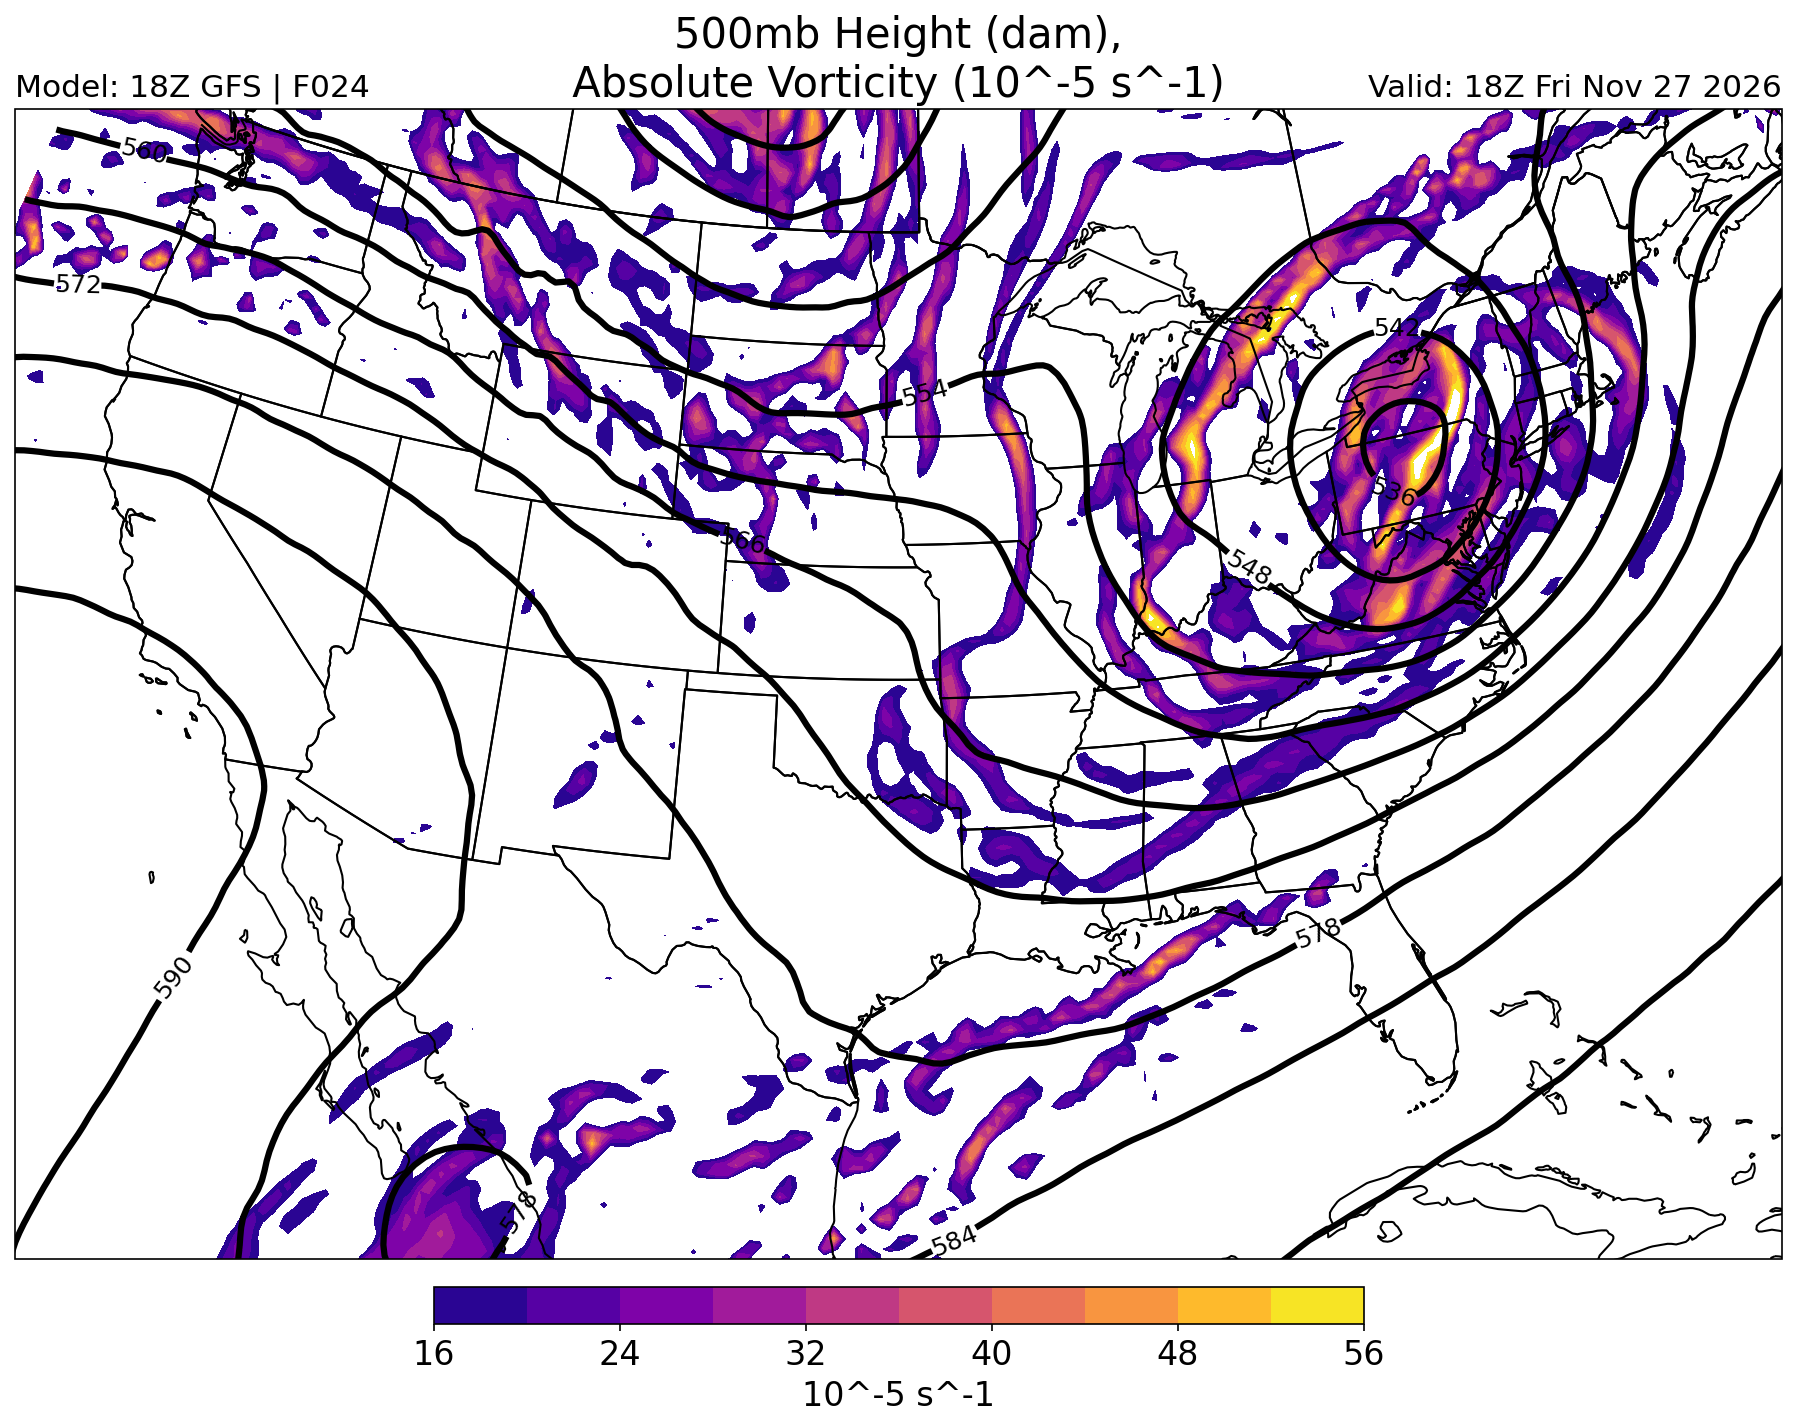 500mb Height (dam),
Model: 18Z GFS | F024
Absolute Vorticity (10^-5 s^-1)
Valid: 18Z Fri Nov 27 2026
560
572
542
554
536
566
548
578
590
578
584
16 24 32 40 48 56
10^-5 s^-1